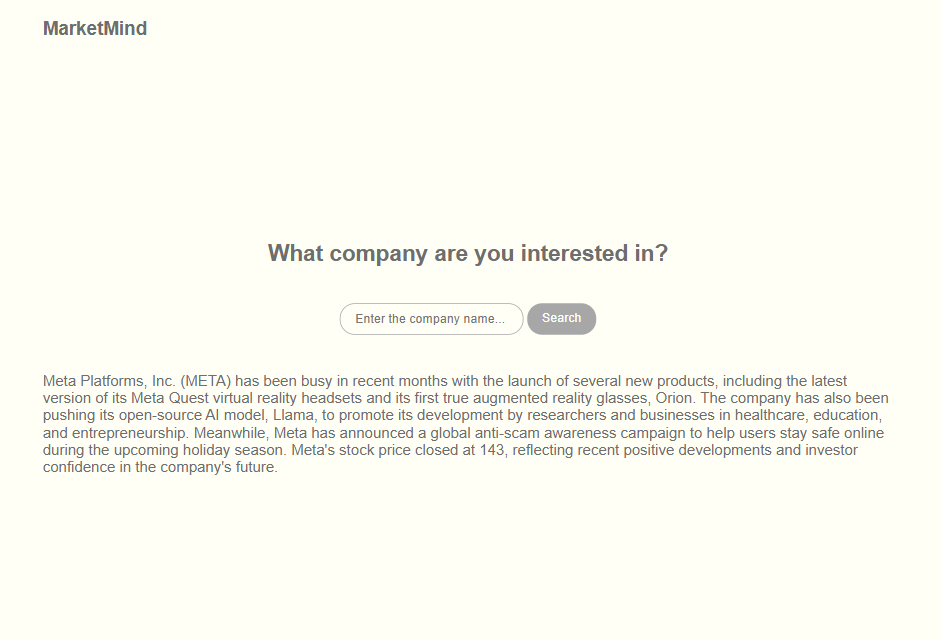 MarketMind
What company are you interested in?
Enter the company name...
Search
Meta Platforms, Inc. (META) has been busy in recent months with the launch of several new products, including the latest
version of its Meta Quest virtual reality headsets and its first true augmented reality glasses, Orion. The company has also been
pushing its open-source AI model, Llama, to promote its development by researchers and businesses in healthcare, education,
and entrepreneurship. Meanwhile, Meta has announced a global anti-scam awareness campaign to help users stay safe online
during the upcoming holiday season. Meta's stock price closed at 143, reflecting recent positive developments and investor
confidence in the company's future.